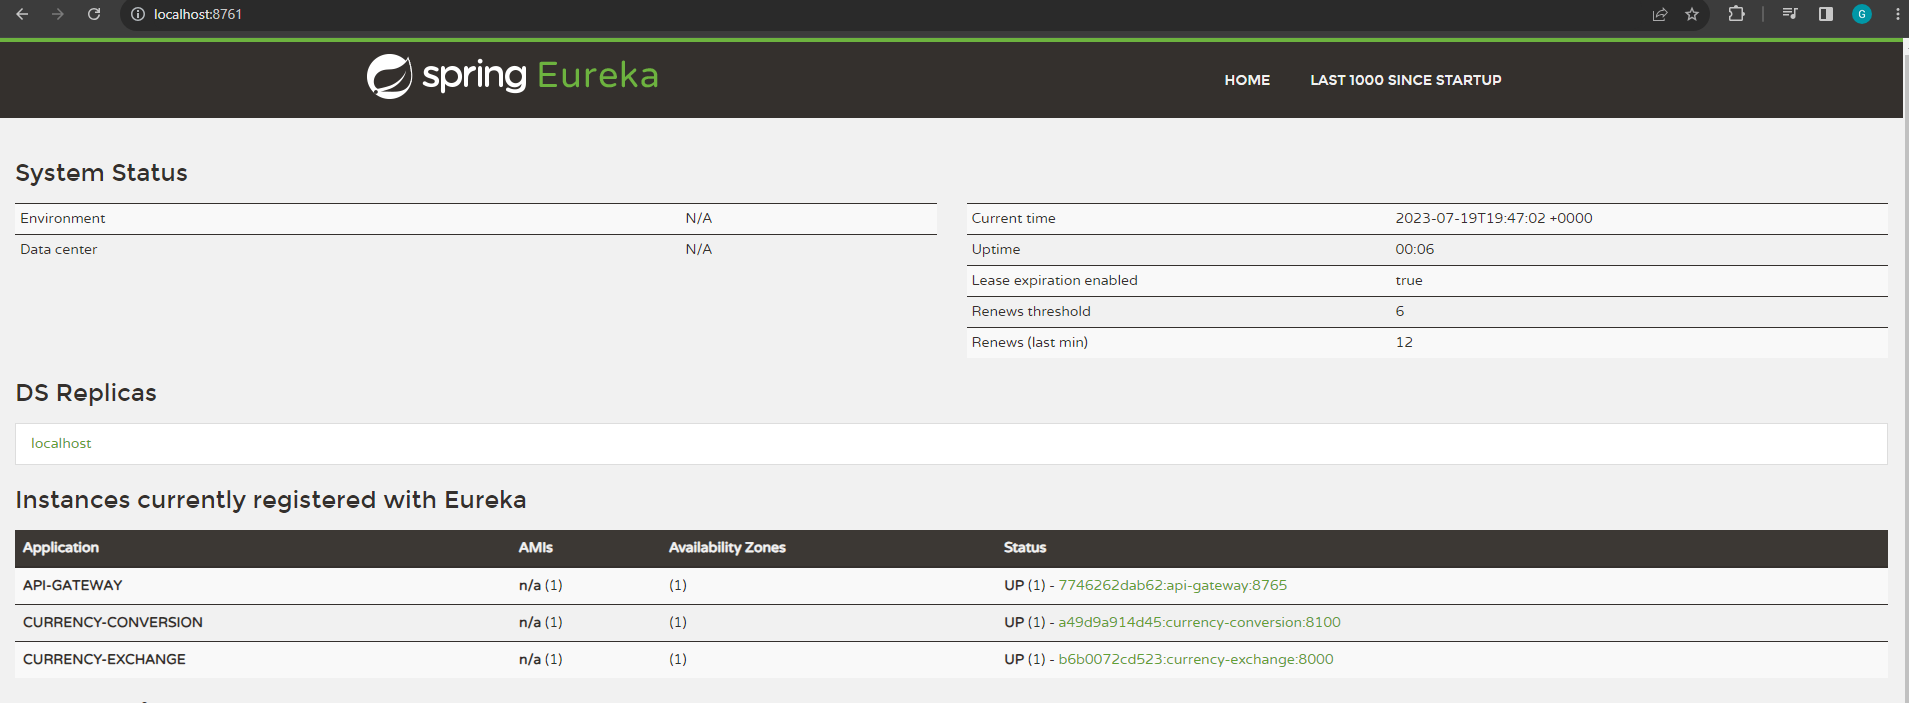 localhost:8761
G
spring Eureka
HOME LAST 1000 SINCE STARTUP
System Status
Environment N/A
Data center N/A
Current time 2023-07-19T19:47:02 +0000
Uptime 00:06
Lease expiration enabled true
Renews threshold 6
Renews (last min) 12
DS Replicas
localhost
Instances currently registered with Eureka
Application AMIs Availability Zones Status
API-GATEWAY n/a (1) (1) UP (1) - 7746262dab62:api-gateway:8765
CURRENCY-CONVERSION n/a (1) (1) UP (1) - a49d9a914d45:currency-conversion:8100
CURRENCY-EXCHANGE n/a (1) (1) UP (1) - b6b0072cd523:currency-exchange:8000